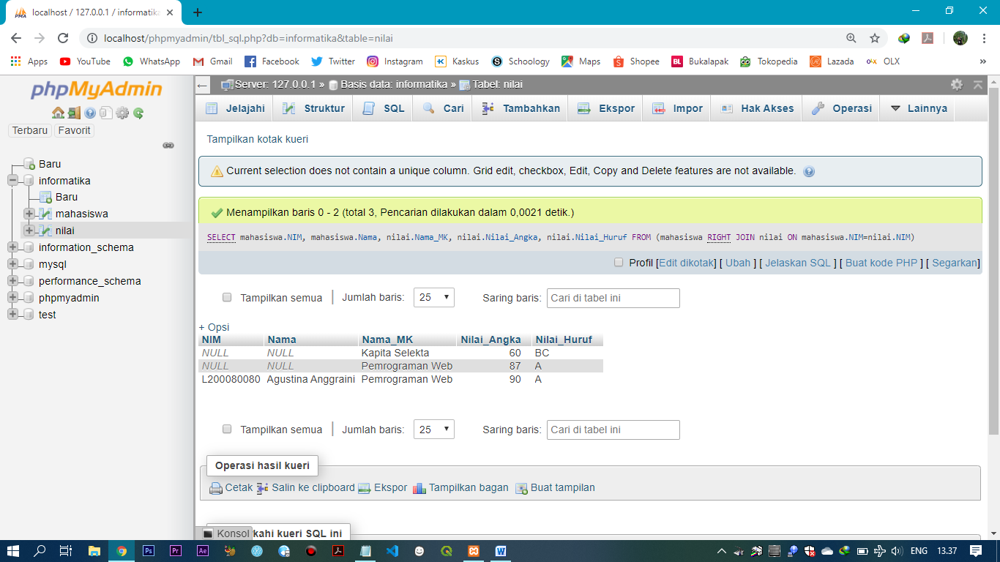 PMA localhost / 127.0.0.1 / informatika
localhost/phpmyadmin/tbl_sql.php?db=informatika&table=nilai
Apps YouTube WhatsApp Gmail Facebook Twitter Instagram Kaskus Schoology Maps Shopee BL Bukalapak Tokopedia Lazada OLX OLX »
phpMyAdmin
Terbaru Favorit
Baru
informatika
Baru
mahasiswa
nilai
information_schema
mysql
performance_schema
phpmyadmin
test
Server: 127.0.0.1 » Basis data: informatika » Tabel: nilai
Jelajahi Struktur SQL Cari Tambahkan Ekspor Impor Hak Akses Operasi Lainnya
Tampilkan kotak kueri
Current selection does not contain a unique column. Grid edit, checkbox, Edit, Copy and Delete features are not available.
Menampilkan baris 0 - 2 (total 3, Pencarian dilakukan dalam 0,0021 detik.)
SELECT mahasiswa.NIM, mahasiswa.Nama, nilai.Nama_MK, nilai.Nilai_Angka, nilai.Nilai_Huruf FROM (mahasiswa RIGHT JOIN nilai ON mahasiswa.NIM=nilai.NIM)
Profil [Edit dikotak] [ Ubah ] [ Jelaskan SQL ] [ Buat kode PHP ] [ Segarkan]
Tampilkan semua Jumlah baris: 25 Saring baris: Cari di tabel ini
+ Opsi
NIM Nama Nama_MK Nilai_Angka Nilai_Huruf
NULL NULL Kapita Selekta 60 BC
NULL NULL Pemrograman Web 87 A
L200080080 Agustina Anggraini Pemrograman Web 90 A
Tampilkan semua Jumlah baris: 25 Saring baris: Cari di tabel ini
Operasi hasil kueri
Cetak Salin ke clipboard Ekspor Tampilkan bagan Buat tampilan
Konsol kahi kueri SQL ini
Ps Pr Ae ENG 13.37